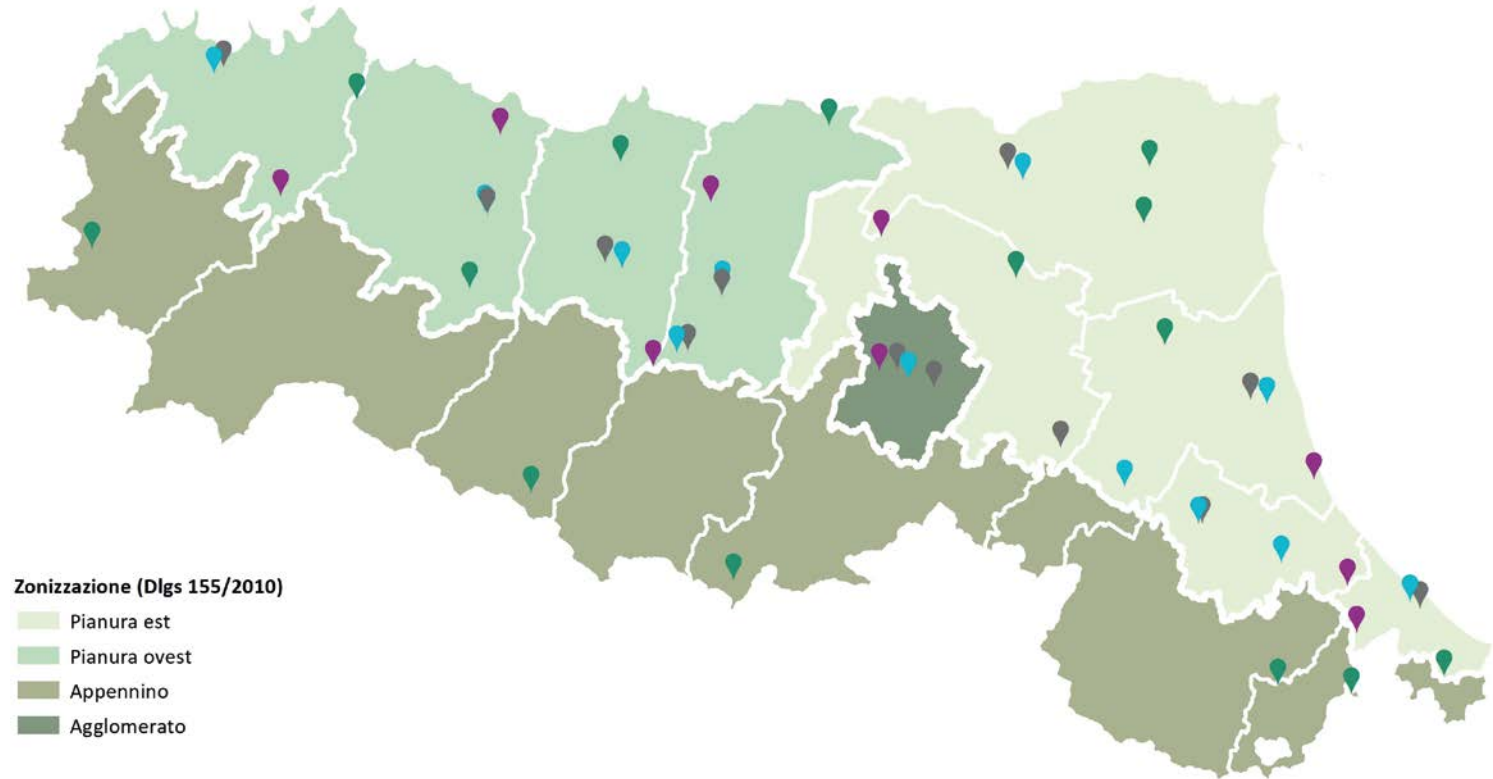 Zonizzazione (Dlgs 155/2010)
Pianura est
Pianura ovest
Appennino
Agglomerato